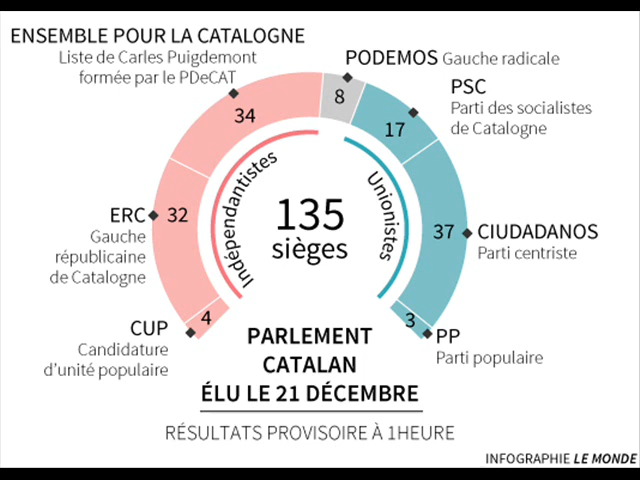 ENSEMBLE POUR LA CATALOGNE
Liste de Carles Puigdemont
formée par le PDeCAT
PODEMOS Gauche radicale
PSC
Parti des socialistes
de Catalogne
34
8
17
ERC
Gauche
républicaine
de Catalogne
32
Indépendantistes
135
sièges
Unionistes
37
CIUDADANOS
Parti centriste
CUP
Candidature
d'unité populaire
4
3
PP
Parti populaire
PARLEMENT
CATALAN
ÉLU LE 21 DÉCEMBRE
RÉSULTATS PROVISOIRE À 1HEURE
INFOGRAPHIE LE MONDE